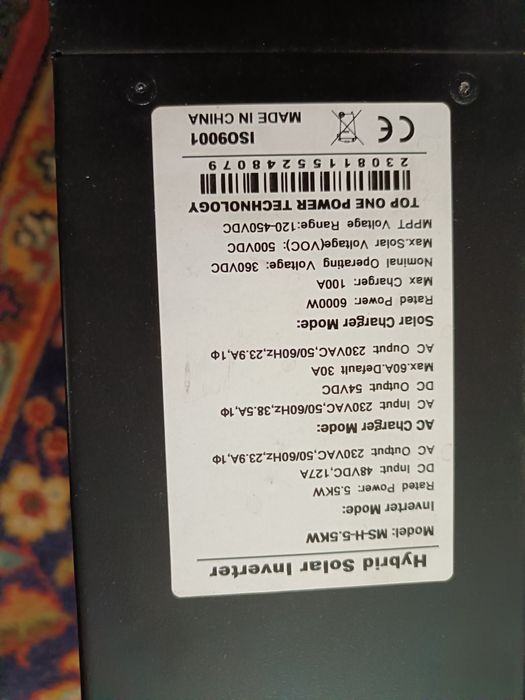 Hybrid Solar Inverter
Model: MS-H-5.5KW
Inverter Mode:
Rated Power: 5.5KW
DC Input: 48VDC,127A
AC Output: 230VAC,50/60Hz,23.9A,1Φ
AC Charger Mode:
AC Input: 230VAC,50/60Hz,38.5A,1Φ
DC Output: 54VDC
Max.60A.Default 30A
AC Ouput: 230VAC,50/60Hz,23.9A,1Φ
Solar Charger Mode:
Rated Power: 6000W
Max Charger: 100A
Nominal Operating Voltage: 360VDC
Max.Solar Voltage(VOC): 500VDC
MPPT Voltage Range:120-450VDC
TOP ONE POWER TECHNOLOGY
23081155248079
CE
ISO9001
MADE IN CHINA